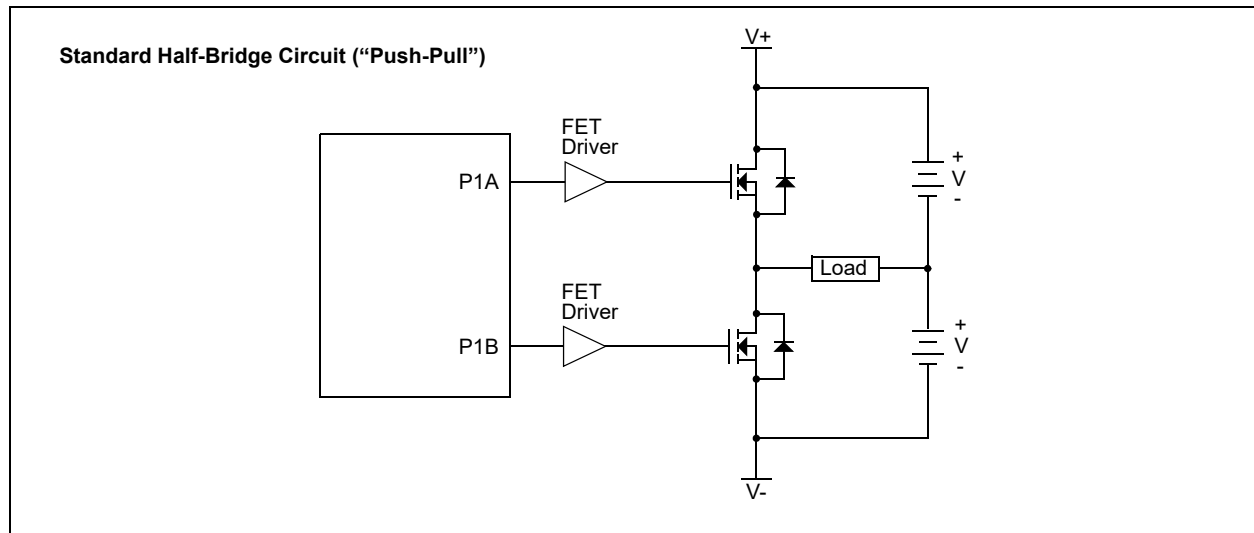 Standard Half-Bridge Circuit (“Push-Pull”)
V+
FET
Driver
P1A
+
V
-
Load
FET
Driver
P1B
+
V
-
V-